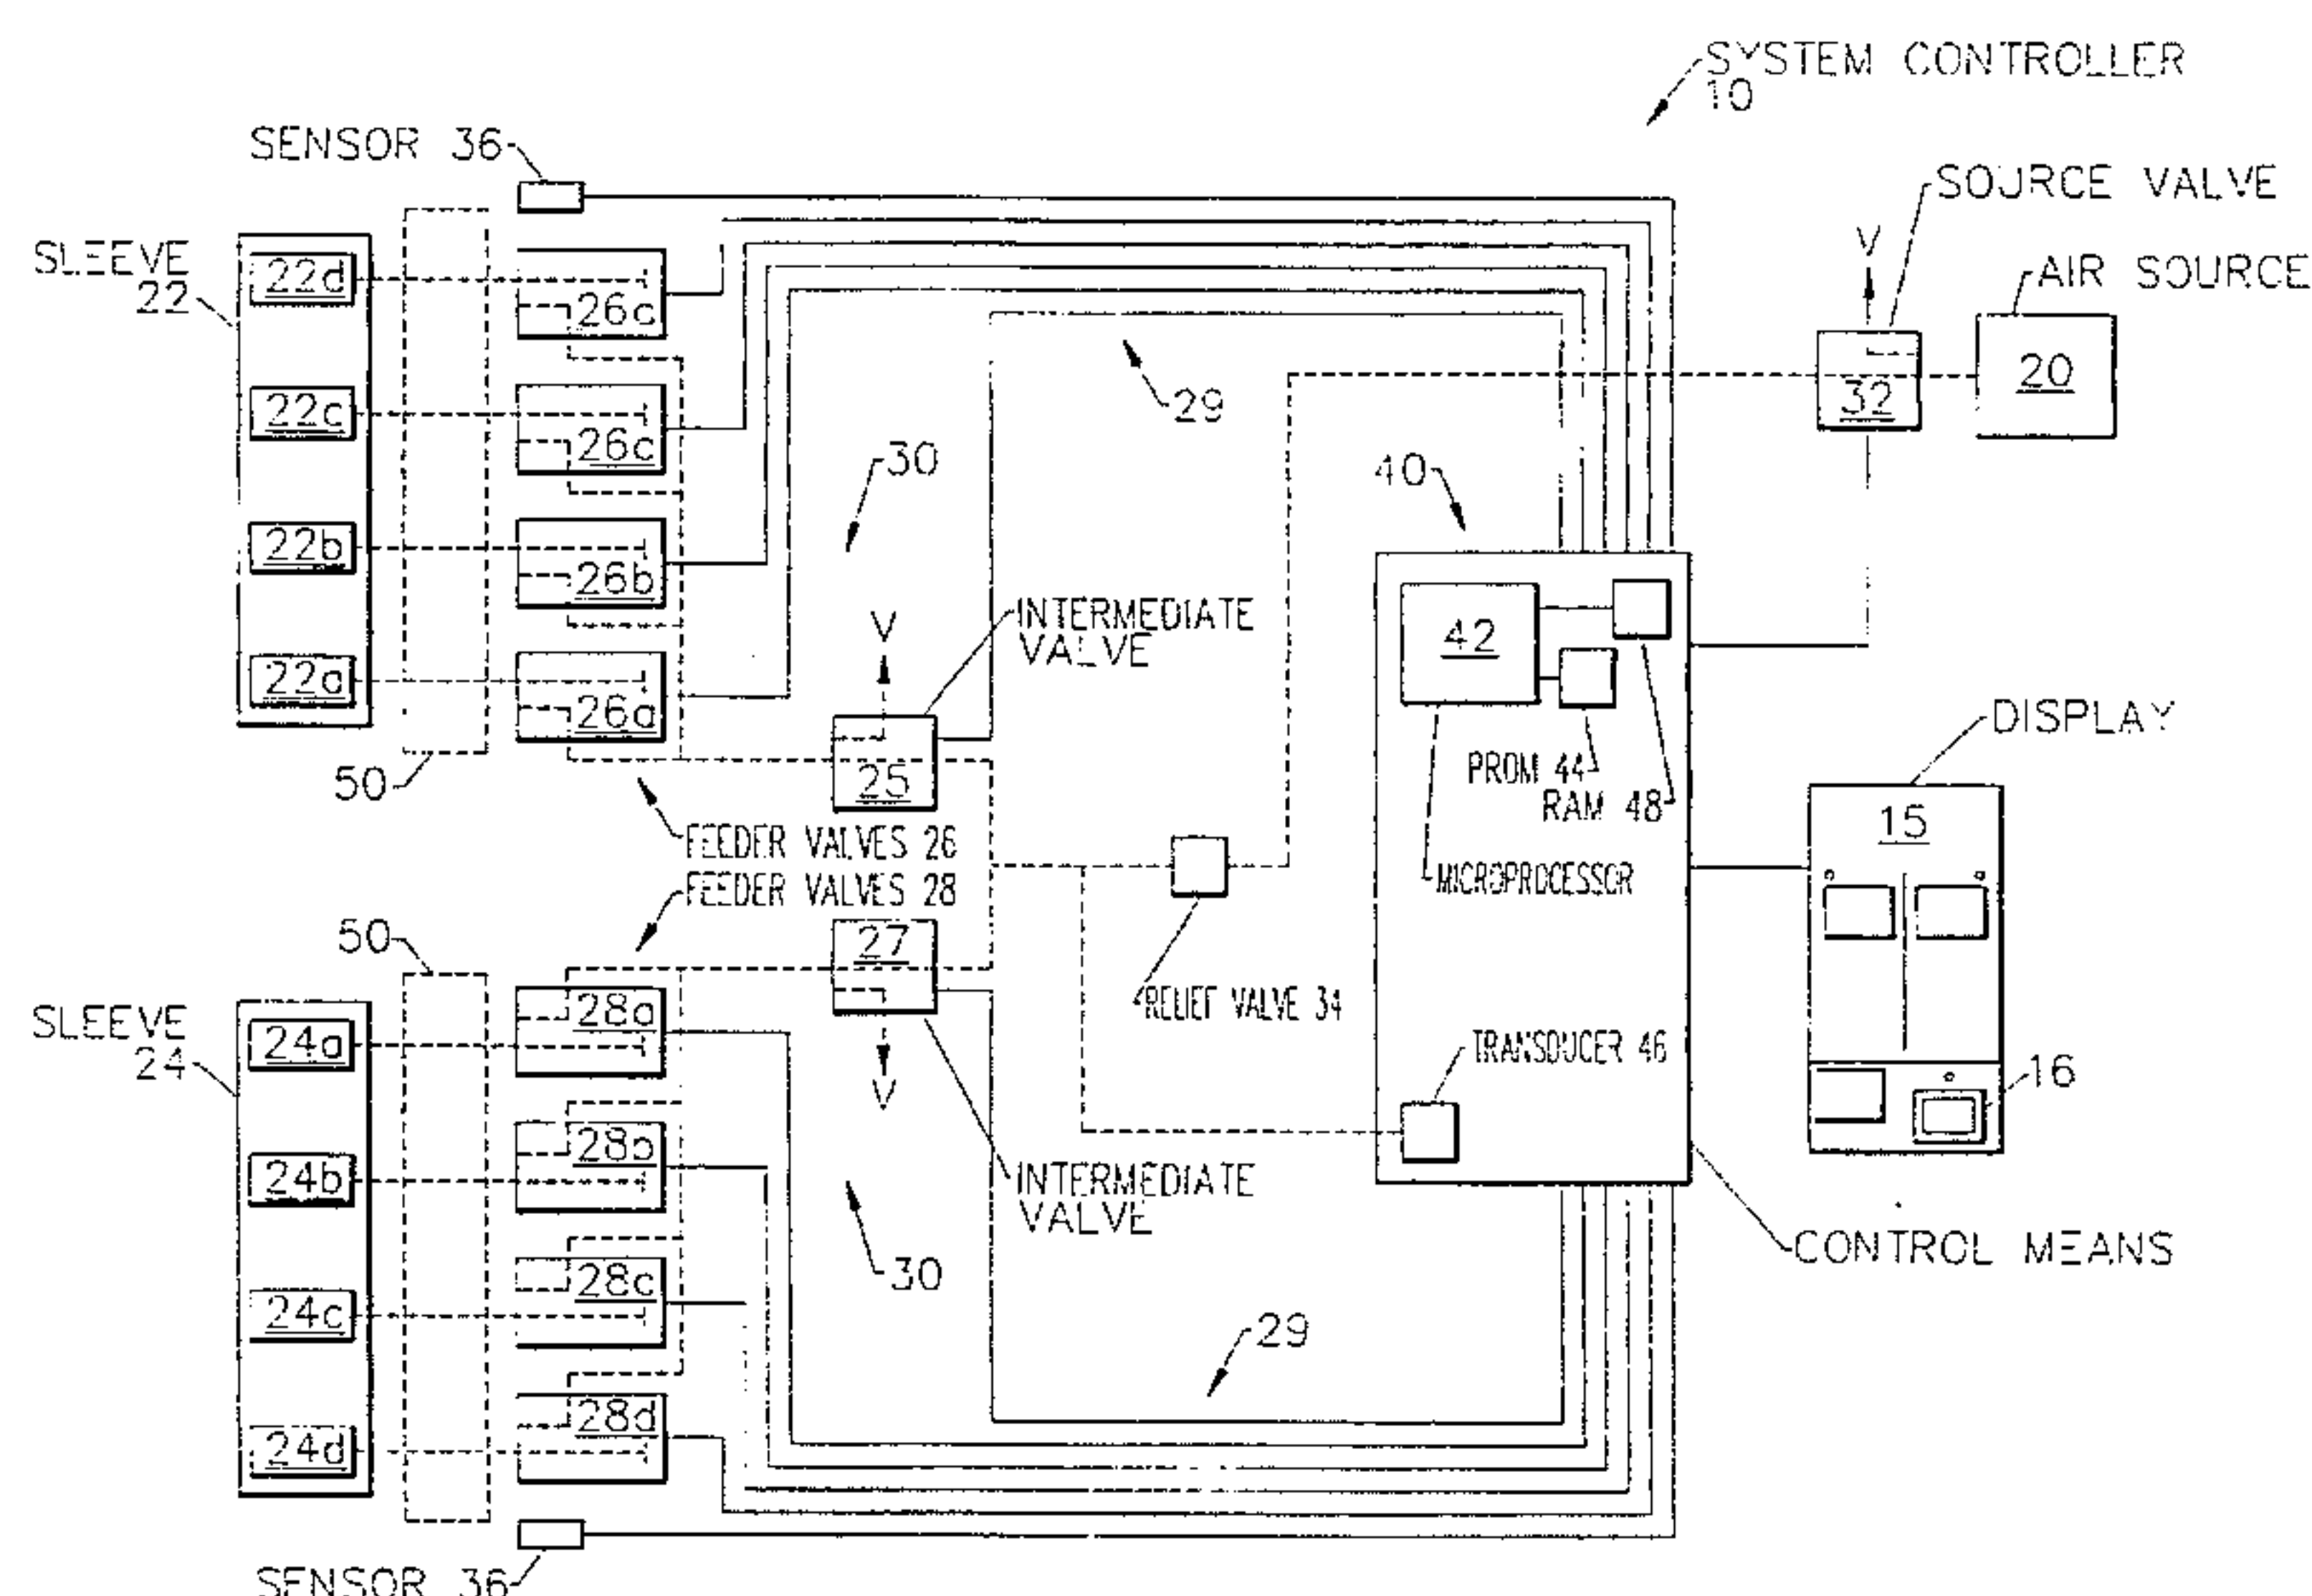 SYSTEM CONTROLLER
10
SENSOR 36
SOURCE VALVE
V
AIR SOURCE
SLEEVE
22
22d
26c
20
32
22c
26c
29
30
40
22b
26b
V
INTERMEDIATE
VALVE
42
22a
26a
DISPLAY
50
25
PROM 44
RAM 48
15
FEEDER VALVES 26
FEEDER VALVES 28
MICROPROCESSOR
50
27
RELIEF VALVE 34
SLEEVE
24
24a
28a
TRANSDUCER 46
16
V
24b
28b
INTERMEDIATE
VALVE
CONTROL MEANS
24c
28c
30
29
24d
28d
SENSOR 36